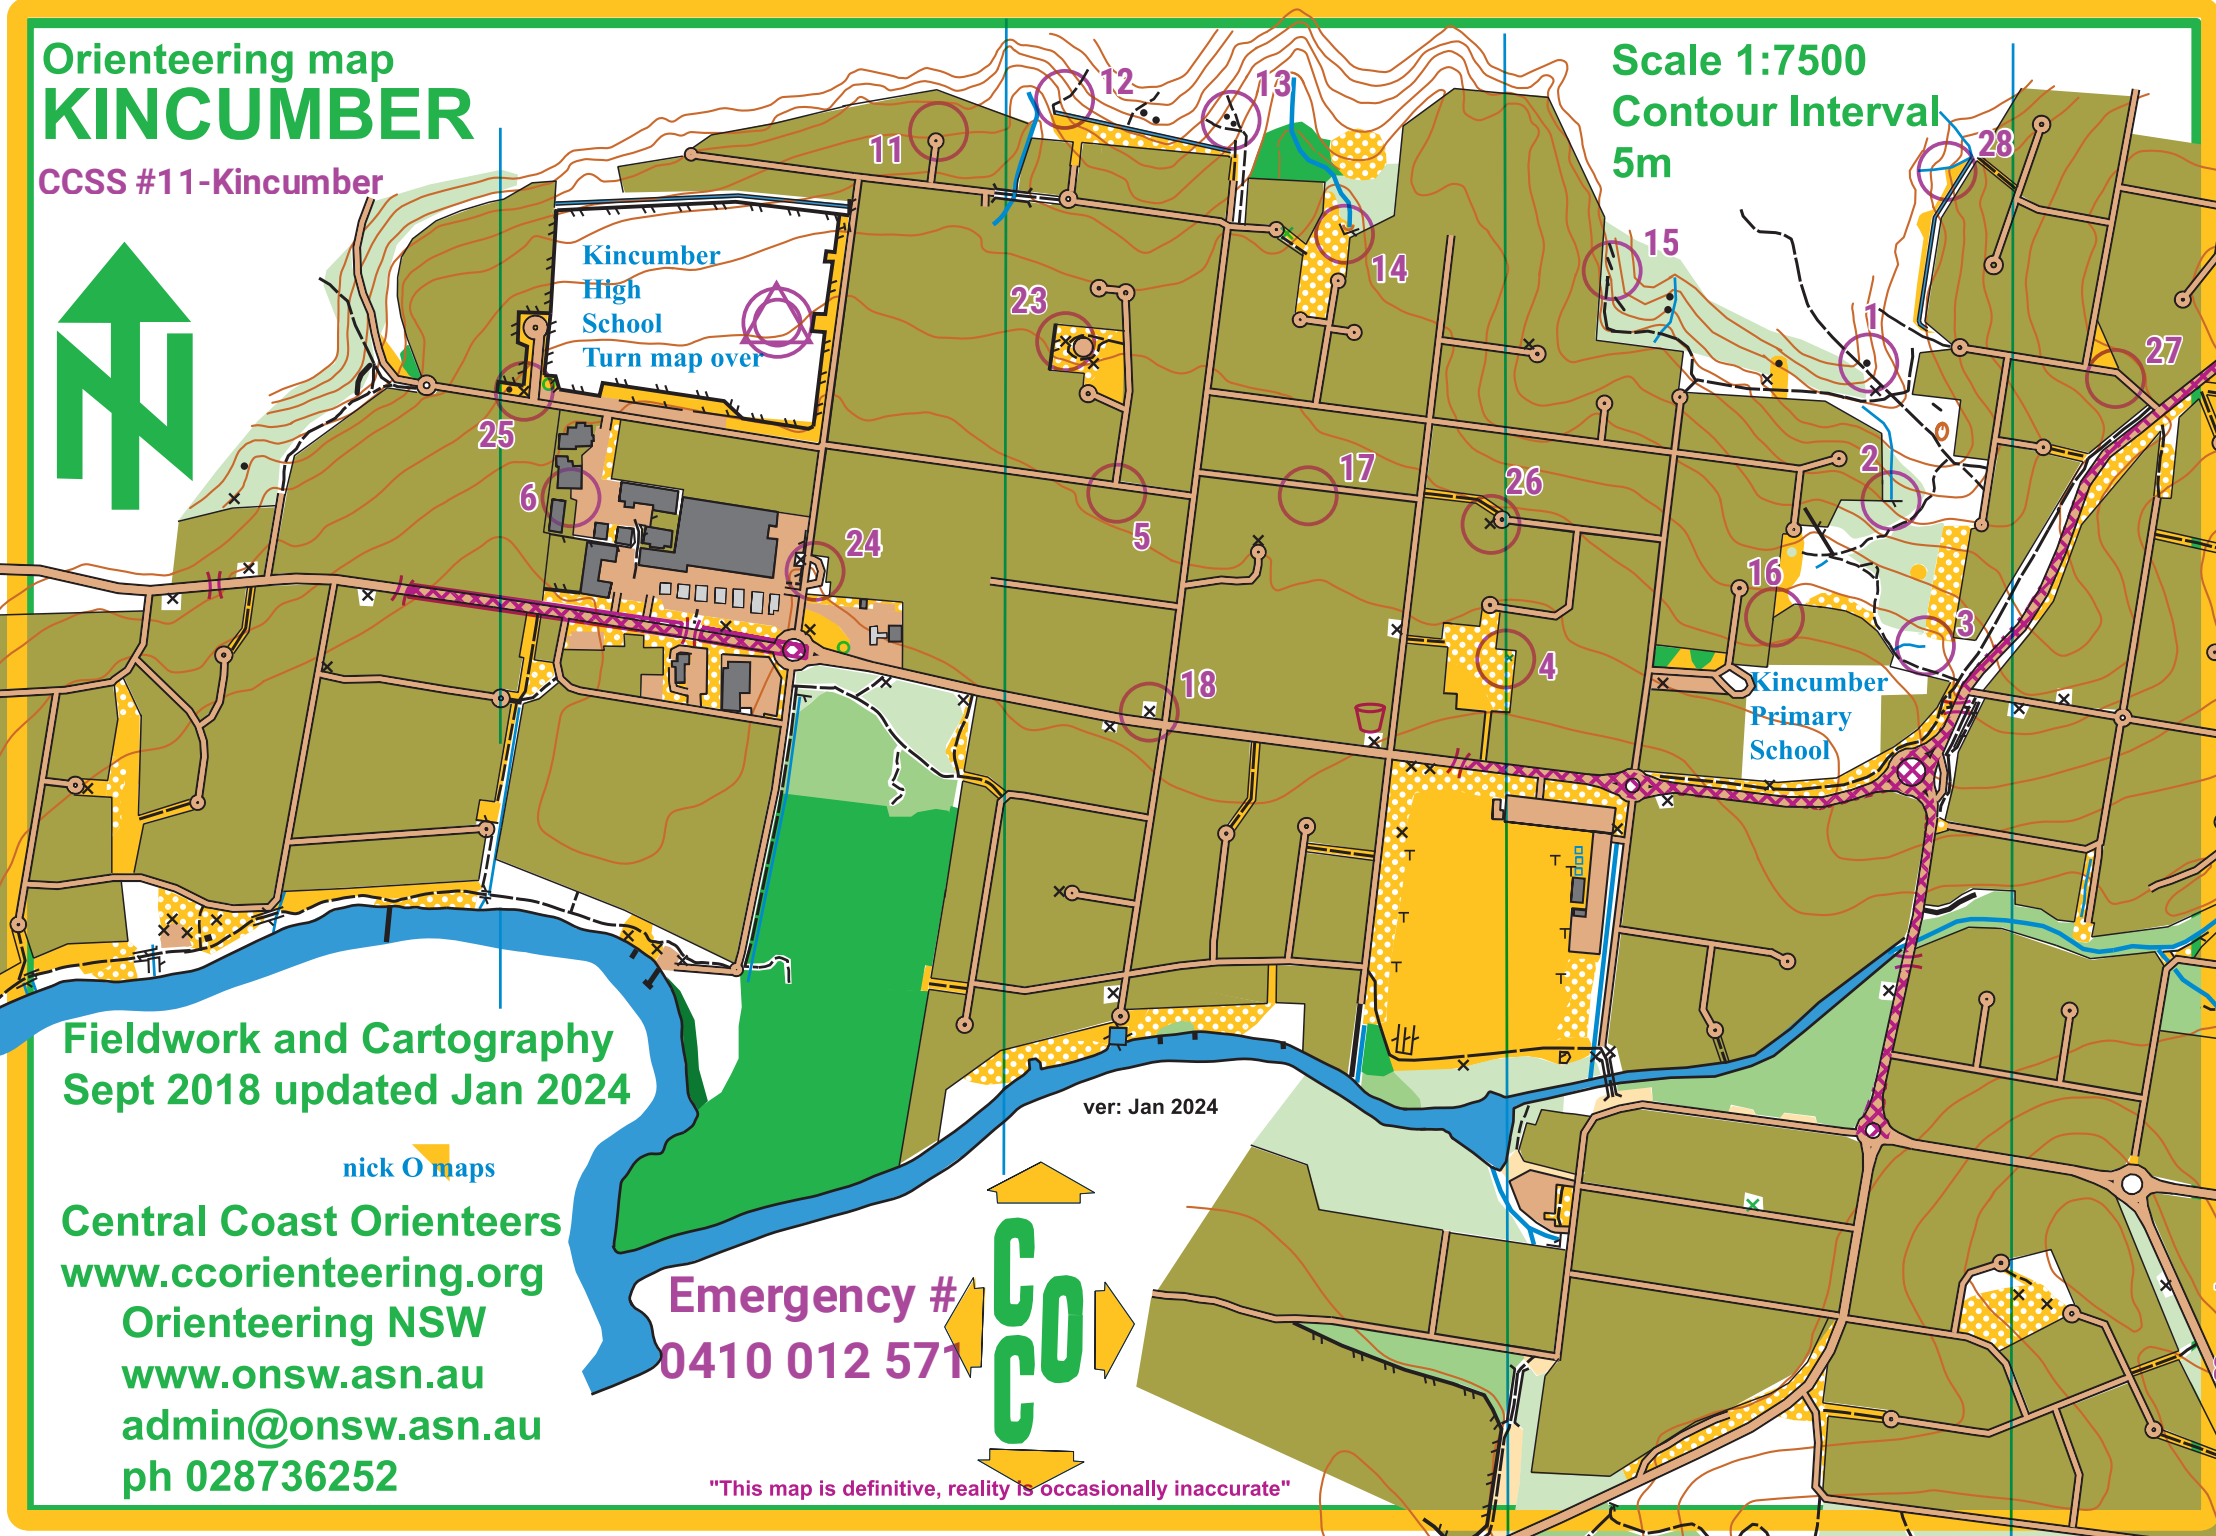 Orienteering map
KINCUMBER
CCSS #11-Kincumber
Scale 1:7500
Contour Interval
5m
12
13
11
28
15
14
23
1
27
Kincumber
High
School
Turn map over
25
6
24
5
17
26
2
16
3
4
18
Kincumber
Primary
School
Fieldwork and Cartography
Sept 2018 updated Jan 2024
ver: Jan 2024
nick O maps
Central Coast Orienteers
www.ccorienteering.org
Orienteering NSW
www.onsw.asn.au
admin@onsw.asn.au
ph 028736252
Emergency #
0410 012 571
C
O
C
"This map is definitive, reality is occasionally inaccurate"